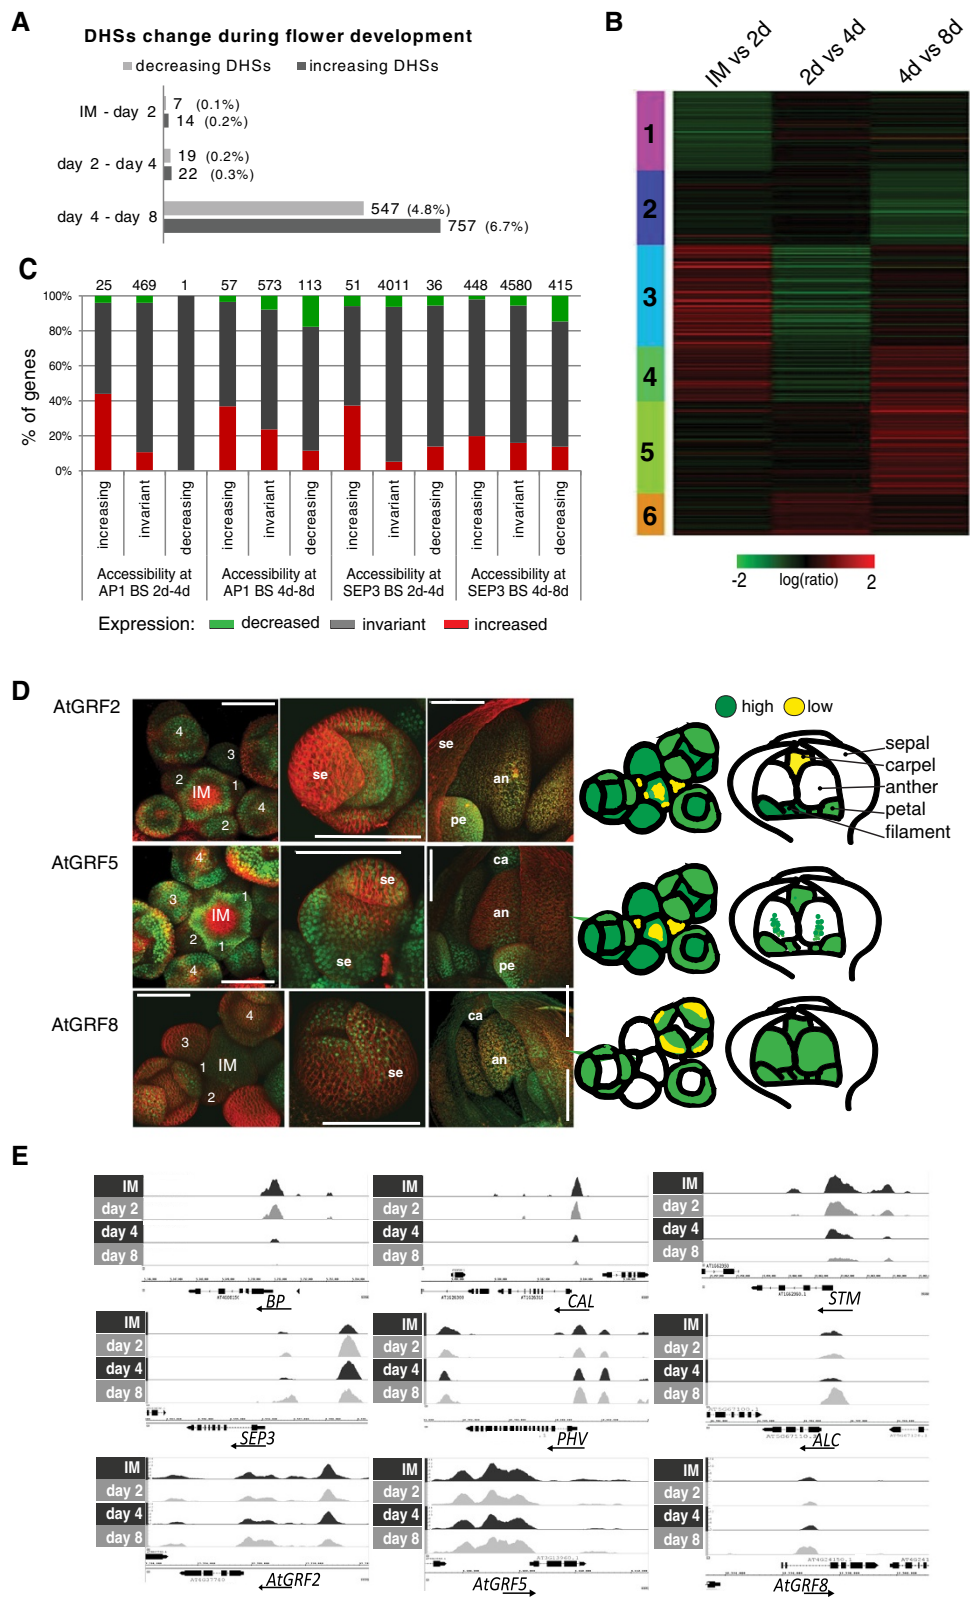 A
DHSs change during flower development
decreasing DHSs increasing DHSs
IM - day 2
7 (0.1%)
14 (0.2%)
day 2 - day 4
19 (0.2%)
22 (0.3%)
day 4 - day 8
547 (4.8%)
757 (6.7%)
B
IM vs 2d
2d vs 4d
4d vs 8d
1
2
3
4
5
6
-2 log(ratio) 2
C
25 469 1 57 573 113 51 4011 36 448 4580 415
% of genes
100%
80%
60%
40%
20%
0%
increasing invariant decreasing increasing invariant decreasing increasing invariant decreasing increasing invariant decreasing
Accessibility at AP1 BS 2d-4d
Accessibility at AP1 BS 4d-8d
Accessibility at SEP3 BS 2d-4d
Accessibility at SEP3 BS 4d-8d
Expression: decreased invariant increased
D
high low
AtGRF2
4 3 2 1 IM 4 2
se
se an pe
sepal
carpel
anther
petal
filament
AtGRF5
4 3 1 IM 2 1 4
se se
ca an pe
AtGRF8
4 3 1 IM 2
se
ca an
E
IM
day 2
day 4
day 8
BP
IM
day 2
day 4
day 8
CAL
IM
day 2
day 4
day 8
STM
IM
day 2
day 4
day 8
SEP3
IM
day 2
day 4
day 8
PHV
IM
day 2
day 4
day 8
ALC
IM
day 2
day 4
day 8
AtGRF2
IM
day 2
day 4
day 8
AtGRF5
IM
day 2
day 4
day 8
AtGRF8